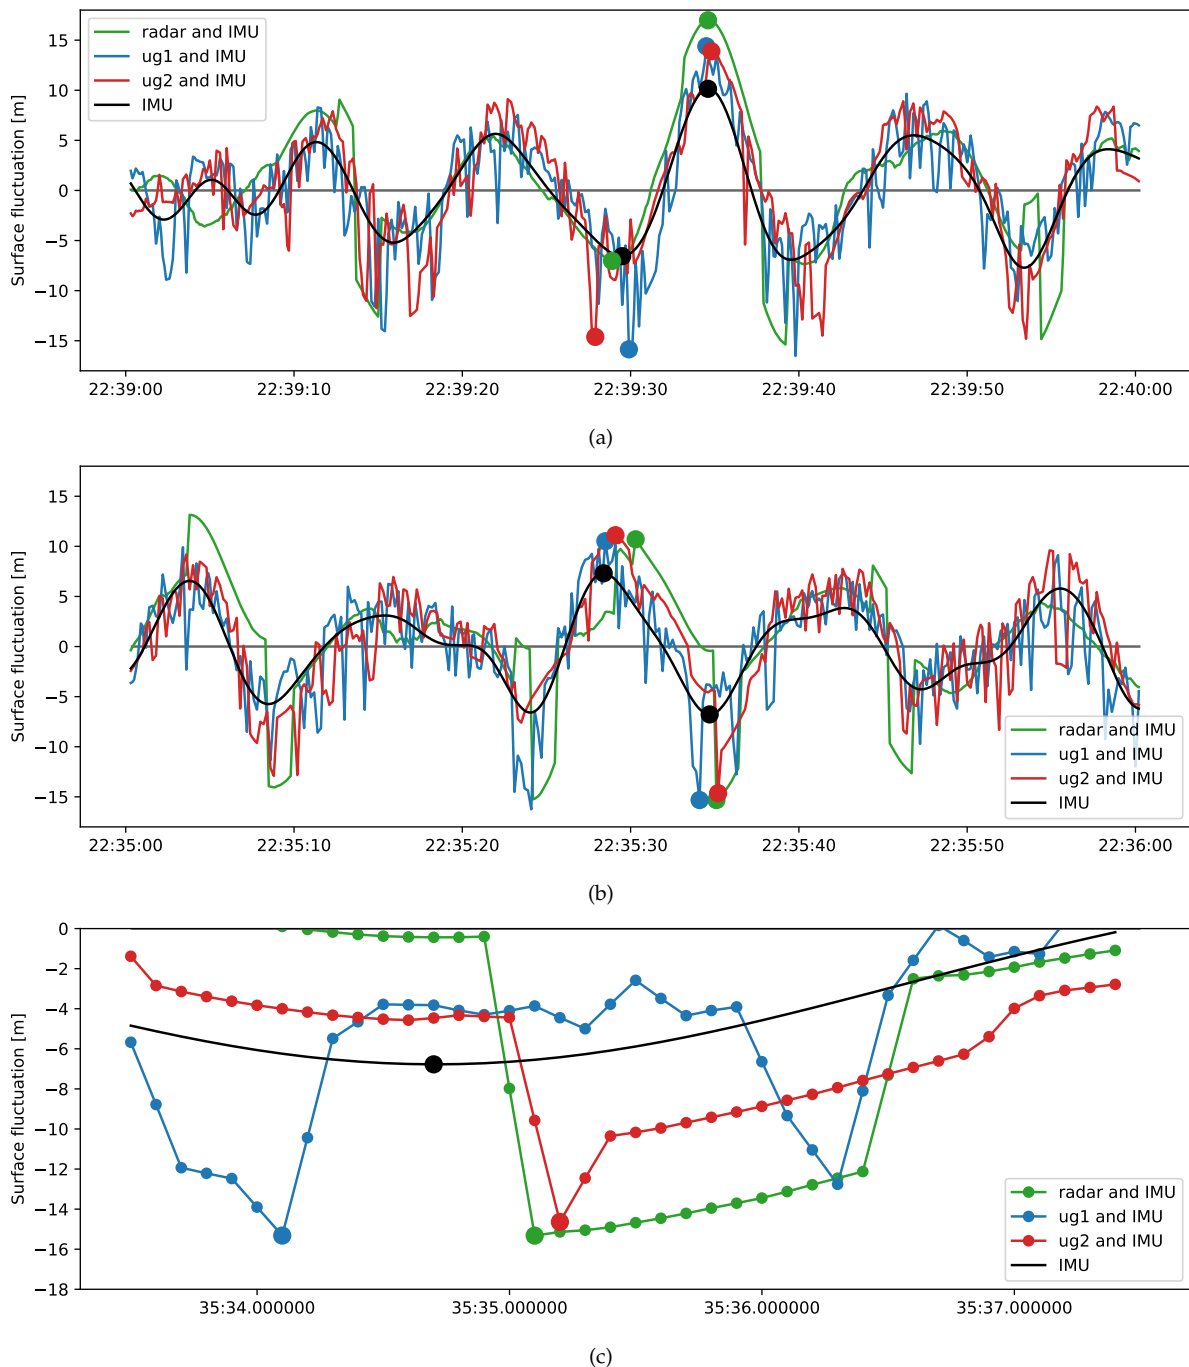 Surface fluctuation [m]
15
10
5
0
−5
−10
−15
radar and IMU
ug1 and IMU
ug2 and IMU
IMU
22:39:00
22:39:10
22:39:20
22:39:30
22:39:40
22:39:50
22:40:00
(a)
Surface fluctuation [m]
15
10
5
0
−5
−10
−15
radar and IMU
ug1 and IMU
ug2 and IMU
IMU
22:35:00
22:35:10
22:35:20
22:35:30
22:35:40
22:35:50
22:36:00
(b)
Surface fluctuation [m]
0
−2
−4
−6
−8
−10
−12
−14
−16
−18
radar and IMU
ug1 and IMU
ug2 and IMU
IMU
35:34.000000
35:35.000000
35:36.000000
35:37.000000
(c)